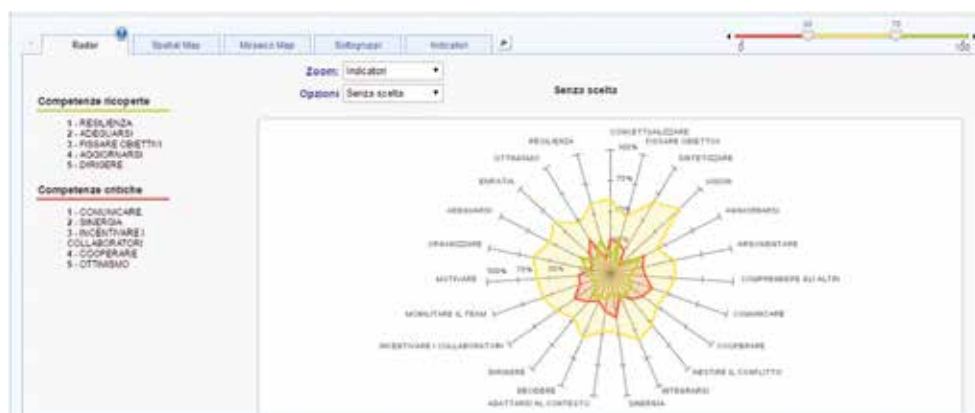 Radar
Spatial Map
Mosaico Map
Sottogruppi
Indicatori
0
100
Zoom: Indicatori
Opzioni Senza scelta
Senza scelta
Competenze ricoperte
1 - RESILIENZA
2 - ADEGUARSI
3 - FISSARE OBIETTIVI
4 - AGGIORNARSI
5 - DIRIGERE
Competenze critiche
1 - COMUNICARE
2 - SINERGIA
3 - INCENTIVARE I
COLLABORATORI
4 - COOPERARE
5 - OTTIMISMO
CONCETTUALIZZARE
FISSARE OBIETTIVI
SINTETIZZARE
VISION
AGGIORNARSI
ARGOMENTARE
COMPRENDERE GLI ALTRI
COMUNICARE
COOPERARE
GESTIRE IL CONFLITTO
INTEGRARSI
SINERGIA
ADATTARSI AL CONTESTO
DECIDERE
DIRIGERE
INCENTIVARE I COLLABORATORI
MOBILITARE IL TEAM
MOTIVARE
ORGANIZZARE
ADEGUARSI
EMPATIA
OTTIMISMO
RESILIENZA
100%
75%
100% 75% 50%